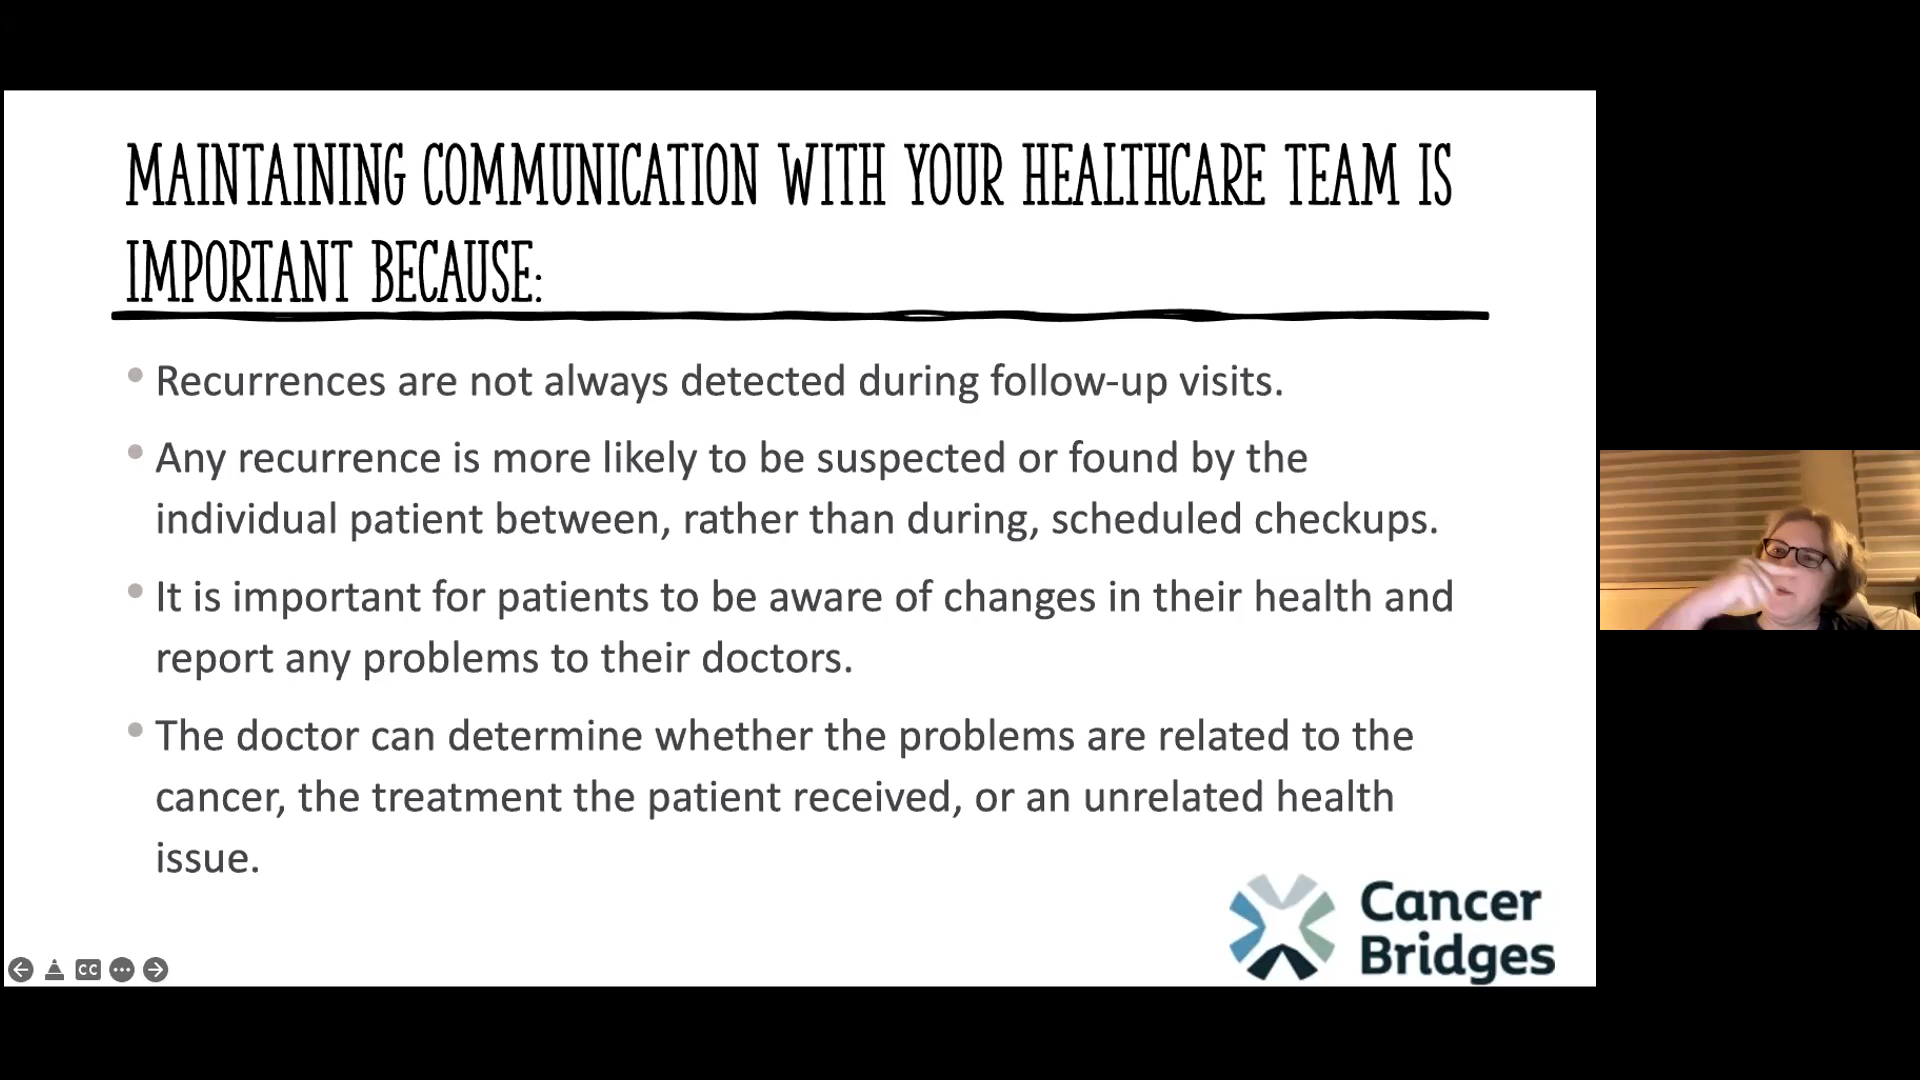 MAINTAINING COMMUNICATION WITH YOUR HEALTHCARE TEAM IS
IMPORTANT BECAUSE:
• Recurrences are not always detected during follow-up visits.
• Any recurrence is more likely to be suspected or found by the
individual patient between, rather than during, scheduled checkups.
• It is important for patients to be aware of changes in their health and
report any problems to their doctors.
• The doctor can determine whether the problems are related to the
cancer, the treatment the patient received, or an unrelated health
issue.
Cancer
Bridges
CC